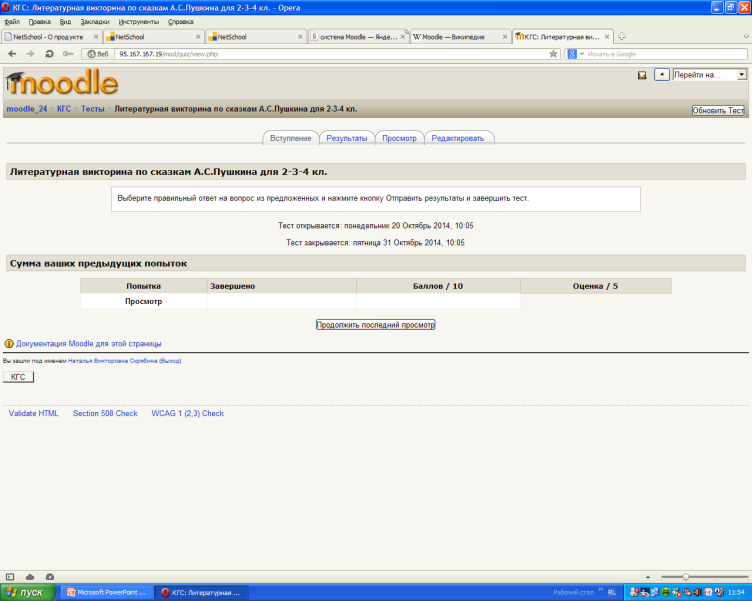 КГС: Литературная викторина по сказкам А.С.Пушкина для 2-3-4 кл. - Opera
Файл Правка Вид Закладки Инструменты Справка
NetSchool - О продукте NetSchool NetSchool система Moodle — Янде... Moodle — Википедия КГС: Литературная ви...
Веб 95.167.167.19/mod/quiz/view.php Искать в Google
moodle Перейти на...
moodle_24 КГС Тесты Литературная викторина по сказкам А.С.Пушкина для 2-3-4 кл. Обновить Тест
Вступление Результаты Просмотр Редактировать
Литературная викторина по сказкам А.С.Пушкина для 2-3-4 кл.
Выберите правильный ответ на вопрос из предложенных и нажмите кнопку Отправить результаты и завершить тест.
Тест открывается: понедельник 20 Октябрь 2014, 10:05
Тест закрывается: пятница 31 Октябрь 2014, 10:05
Сумма ваших предыдущих попыток
Попытка Завершено Баллов / 10 Оценка / 5
Просмотр
Продолжить последний просмотр
Документация Moodle для этой страницы
Вы зашли под именем Наталья Викторовна Скрябина (Выход)
КГС
Validate HTML Section 508 Check WCAG 1 (2,3) Check
пуск Microsoft PowerPoint ... КГС: Литературная ... Рабочий стол RL 11:54